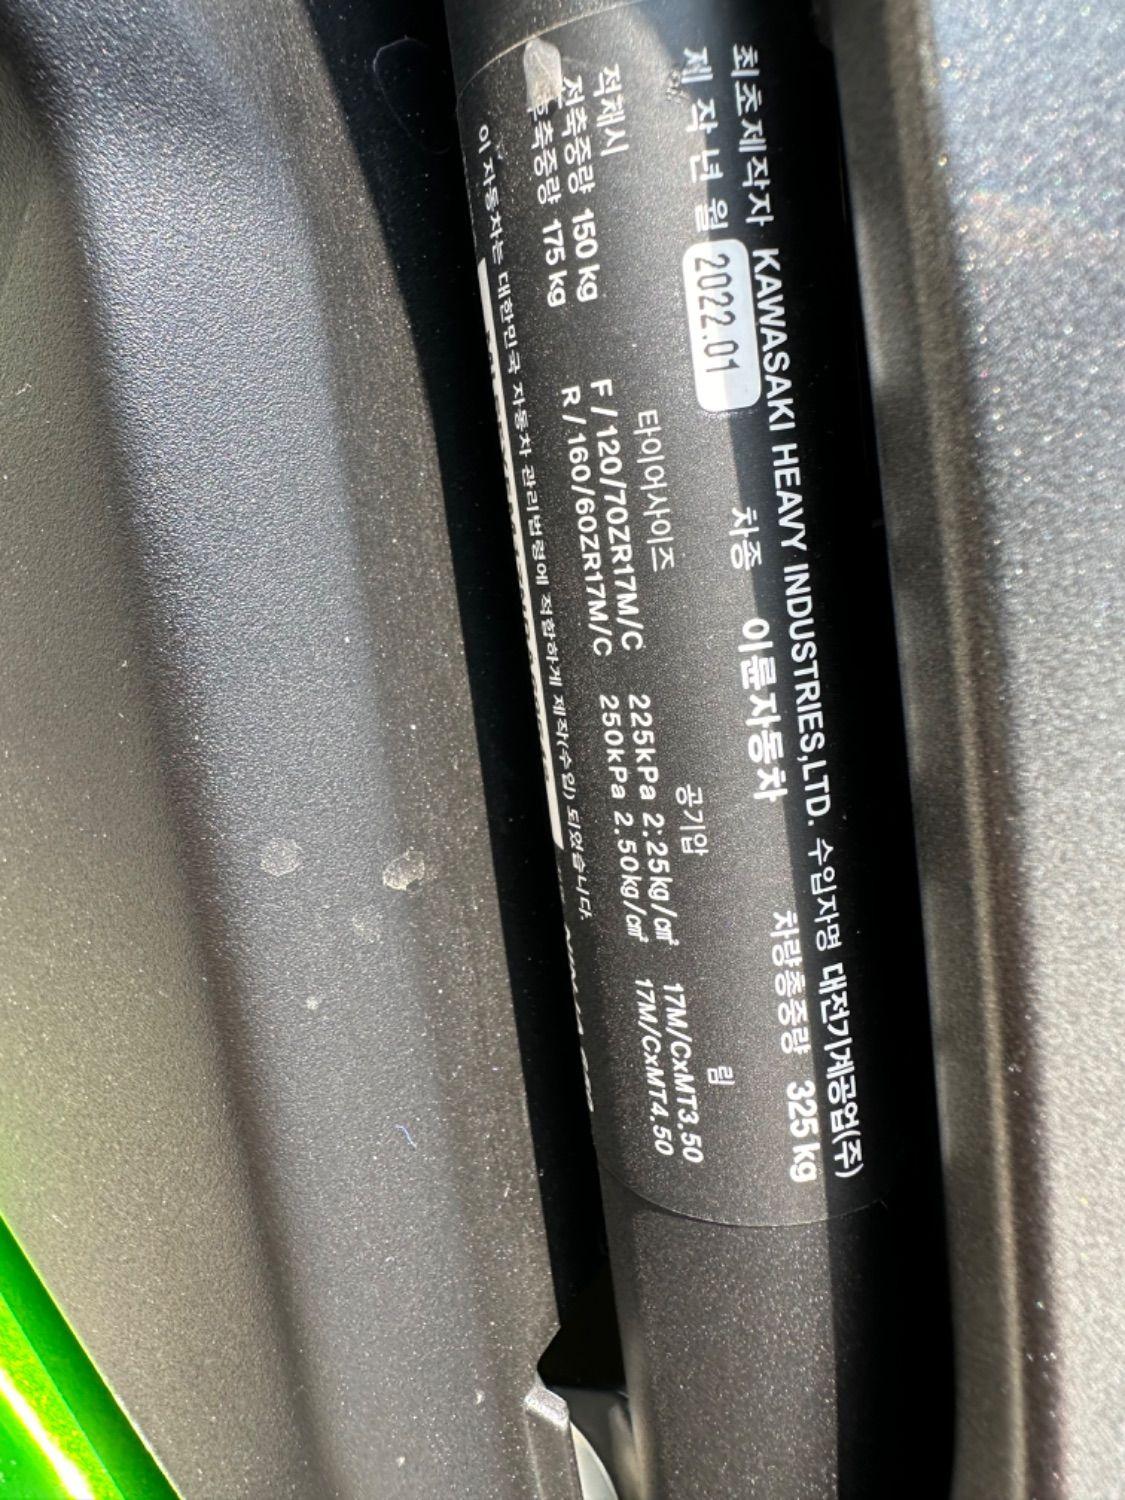 최초제작자 KAWASAKI HEAVY INDUSTRIES,LTD. 수입자명 대전기계공업(주)
제 작 년 월 2022.01 차종 이륜자동차 차량총중량 325 kg
적채시 타이어사이즈 공기압 림
전축중량 150 kg F / 120/70ZR17M/C 225kPa 2.25kg/㎠ 17M/CxMT3.50
후축중량 175 kg R / 160/60ZR17M/C 250kPa 2.50kg/㎠ 17M/CxMT4.50
이 자동차는 대한민국 자동차 관리법령에 적합하게 제작(수입) 되었습니다.